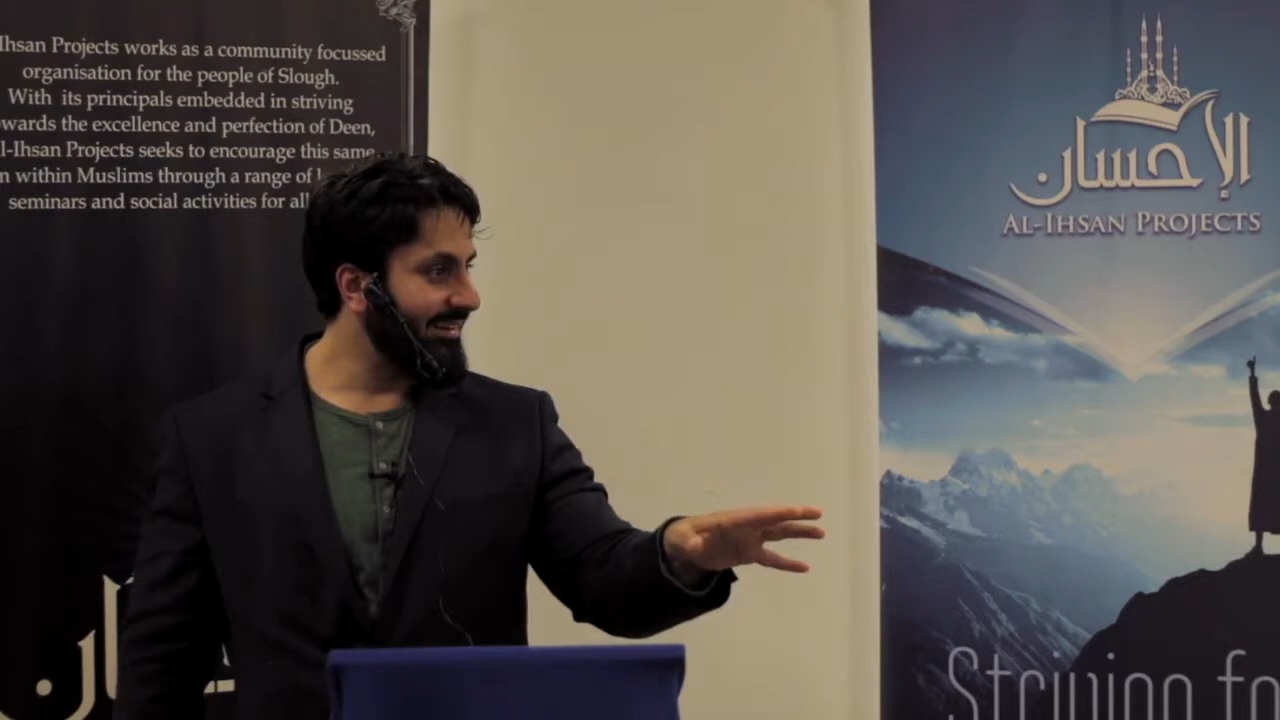 Ihsan Projects works as a community focussed
organisation for the people of Slough.
With its principals embedded in striving
wards the excellence and perfection of Deen,
l-Ihsan Projects seeks to encourage this same
within Muslims through a range of
seminars and social activities for all
الإحسان
AL-IHSAN PROJECTS
Striving fo